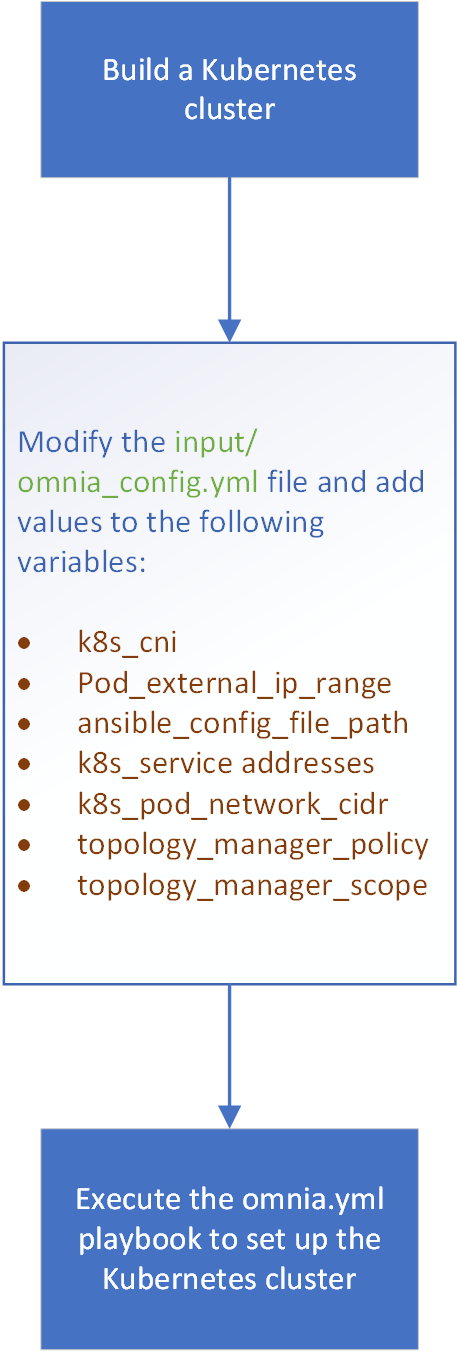 Build a Kubernetes
cluster
Modify the input/
omnia_config.yml file and add
values to the following
variables:
• k8s_cni
• Pod_external_ip_range
• ansible_config_file_path
• k8s_service addresses
• k8s_pod_network_cidr
• topology_manager_policy
• topology_manager_scope
Execute the omnia.yml
playbook to set up the
Kubernetes cluster